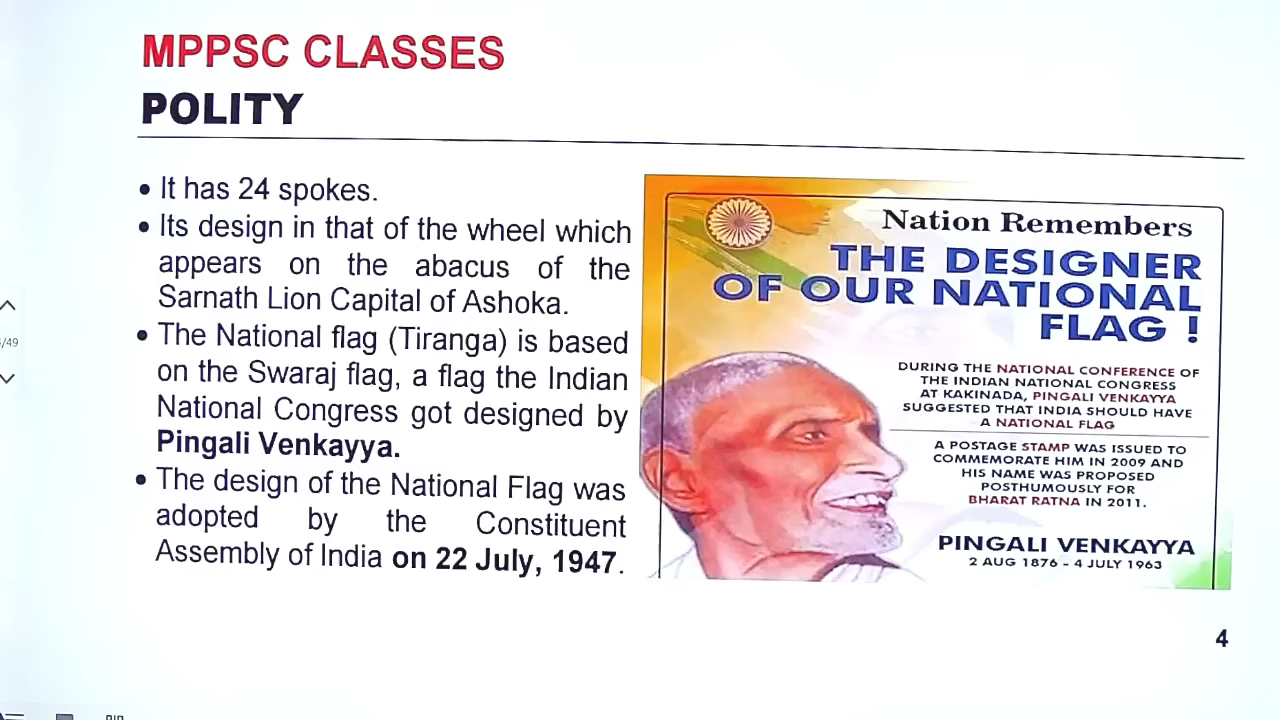 MPPSC CLASSES
POLITY
• It has 24 spokes.
• Its design in that of the wheel which
appears on the abacus of the
Sarnath Lion Capital of Ashoka.
• The National flag (Tiranga) is based
on the Swaraj flag, a flag the Indian
National Congress got designed by
Pingali Venkayya.
• The design of the National Flag was
adopted by the Constituent
Assembly of India on 22 July, 1947.
Nation Remembers
THE DESIGNER
OF OUR NATIONAL
FLAG !
DURING THE NATIONAL CONFERENCE OF
THE INDIAN NATIONAL CONGRESS
AT KAKINADA, PINGALI VENKAYYA
SUGGESTED THAT INDIA SHOULD HAVE
A NATIONAL FLAG
A POSTAGE STAMP WAS ISSUED TO
COMMEMORATE HIM IN 2009 AND
HIS NAME WAS PROPOSED
POSTHUMOUSLY FOR
BHARAT RATNA IN 2011.
PINGALI VENKAYYA
2 AUG 1876 - 4 JULY 1963
/49
4